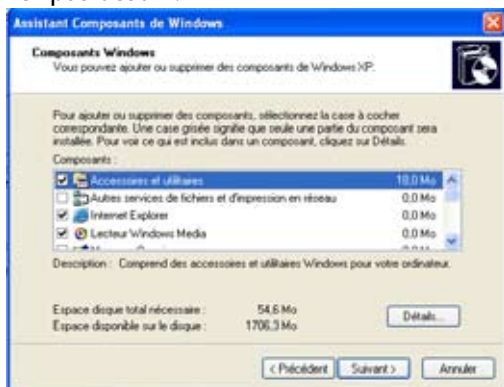 Assistant Composants de Windows
Composants Windows
Vous pouvez ajouter ou supprimer des composants de Windows XP.
Pour ajouter ou supprimer des composants, sélectionnez la case à cocher
correspondante. Une case grisée signifie que seule une partie du composant sera
installée. Pour voir ce qui est inclus dans un composant, cliquez sur Détails.
Composants :
Accessoires et utilitaires 18.0 Mo
Autres services de fichiers et d'impression en réseau 0.0 Mo
Internet Explorer 0.0 Mo
Lecteur Windows Media 0.0 Mo
Description : Comprend des accessoires et utilitaires Windows pour votre ordinateur.
Espace disque total nécessaire : 54,6 Mo
Espace disponible sur le disque : 1706,3 Mo
Détails...
< Précédent
Suivant >
Annuler